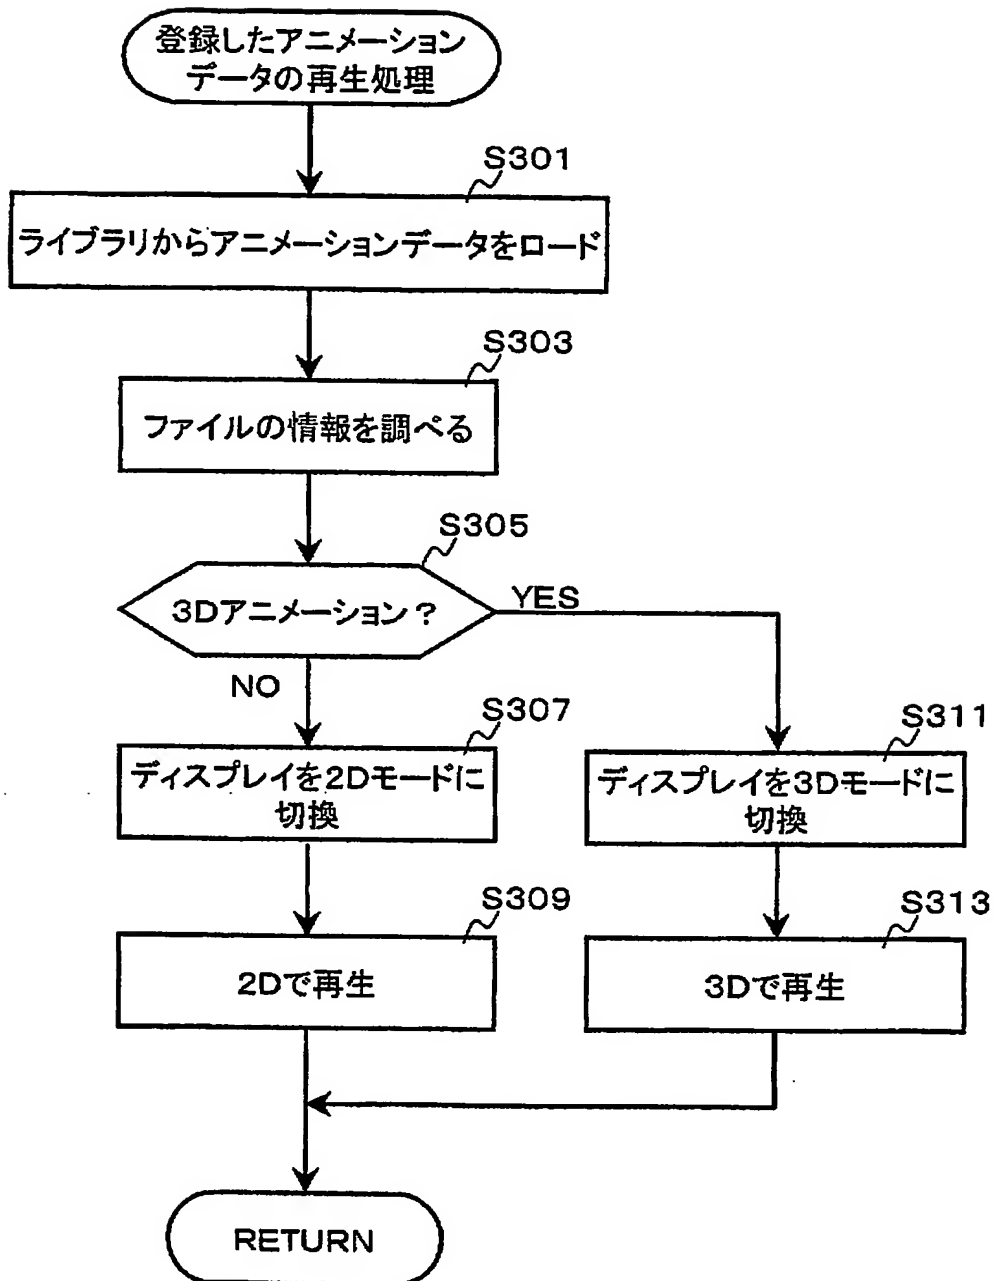 登録したアニメーション
データの再生処理
S301
ライブラリからアニメーションデータをロード
S303
ファイルの情報を調べる
S305
3Dアニメーション?
YES
NO
S307
ディスプレイを2Dモードに
切換
S311
ディスプレイを3Dモードに
切換
S309
2Dで再生
S313
3Dで再生
RETURN